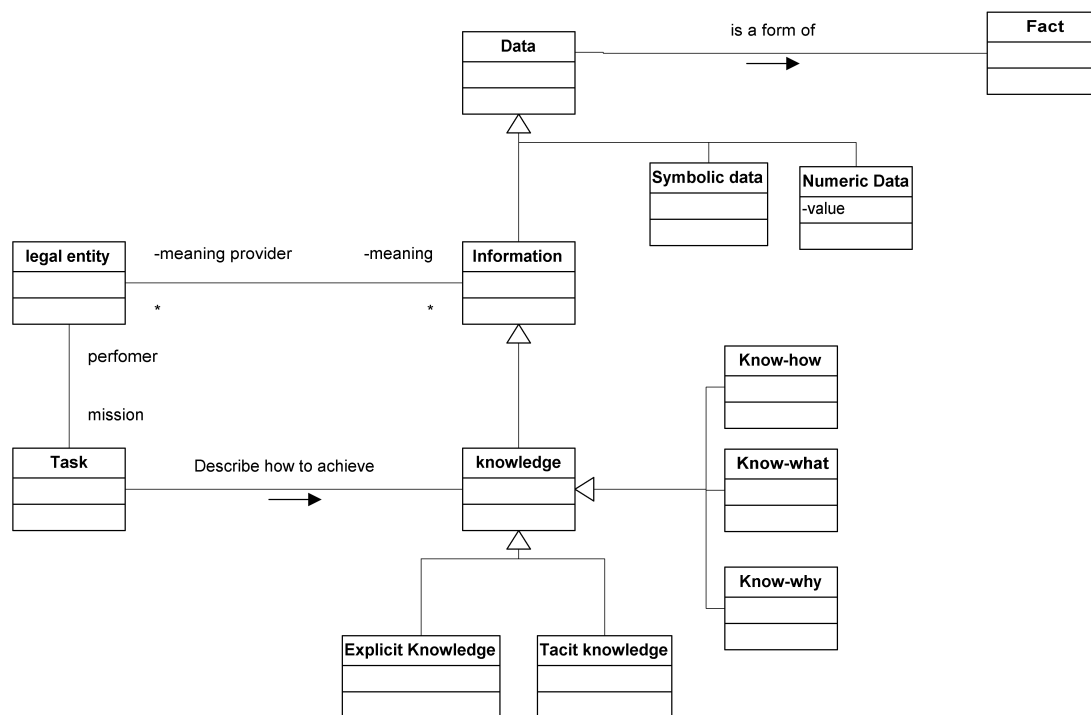 is a form of
Fact
Data
Symbolic data
Numeric Data
-value
legal entity
-meaning provider
-meaning
Information
*
*
perfomer
mission
Know-how
Task
Describe how to achieve
knowledge
Know-what
Know-why
Explicit Knowledge
Tacit knowledge